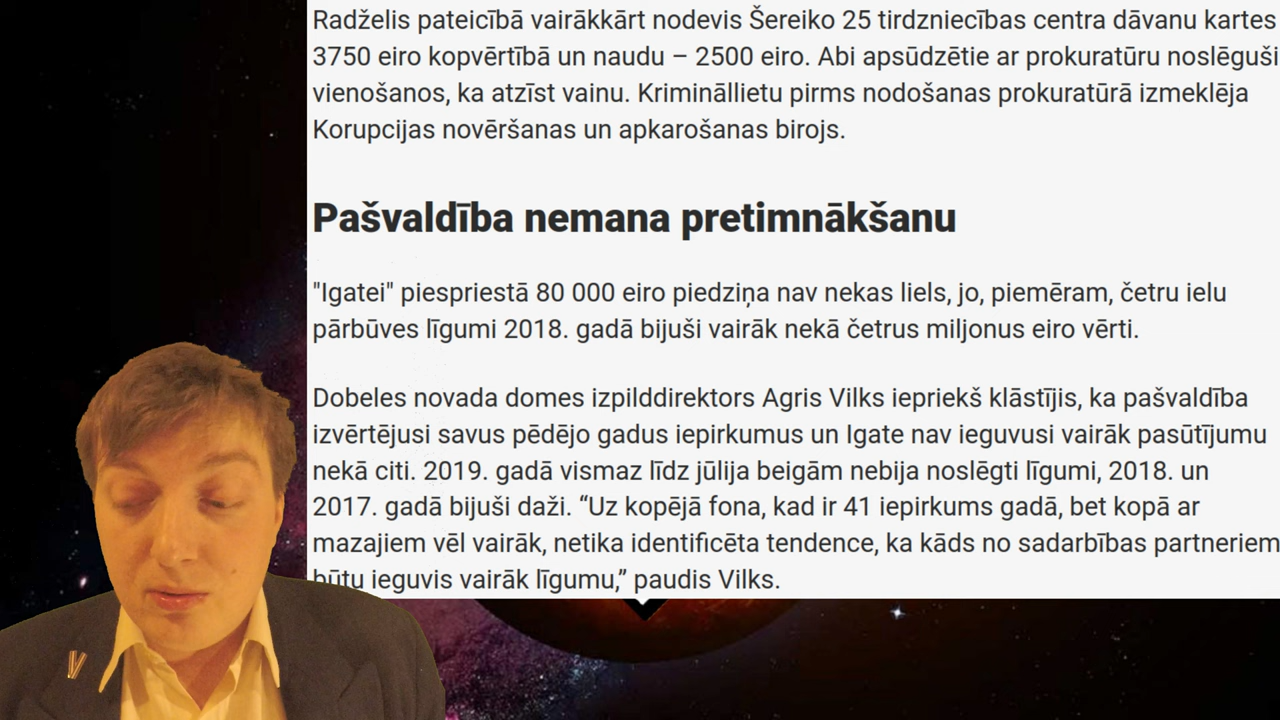 Radželis pateicībā vairākkārt nodevis Šereiko 25 tirdzniecības centra dāvanu kartes
3750 eiro kopvērtībā un naudu – 2500 eiro. Abi apsūdzētie ar prokuratūru noslēguši
vienošanos, ka atzīst vainu. Krimināllietu pirms nodošanas prokuratūrā izmeklēja
Korupcijas novēršanas un apkarošanas birojs.
Pašvaldība nemana pretimnākšanu
"Igatei" piespriestā 80 000 eiro piedziņa nav nekas liels, jo, piemēram, četru ielu
pārbūves līgumi 2018. gadā bijuši vairāk nekā četrus miljonus eiro vērti.
Dobeles novada domes izpilddirektors Agris Vilks iepriekš klāstījis, ka pašvaldība
izvērtējusi savus pēdējo gadus iepirkumus un Igate nav ieguvusi vairāk pasūtījumu
nekā citi. 2019. gadā vismaz līdz jūlija beigām nebija noslēgti līgumi, 2018. un
2017. gadā bijuši daži. “Uz kopējā fona, kad ir 41 iepirkums gadā, bet kopā ar
mazajiem vēl vairāk, netika identificēta tendence, ka kāds no sadarbības partneriem
būtu ieguvis vairāk līgumu,” paudis Vilks.